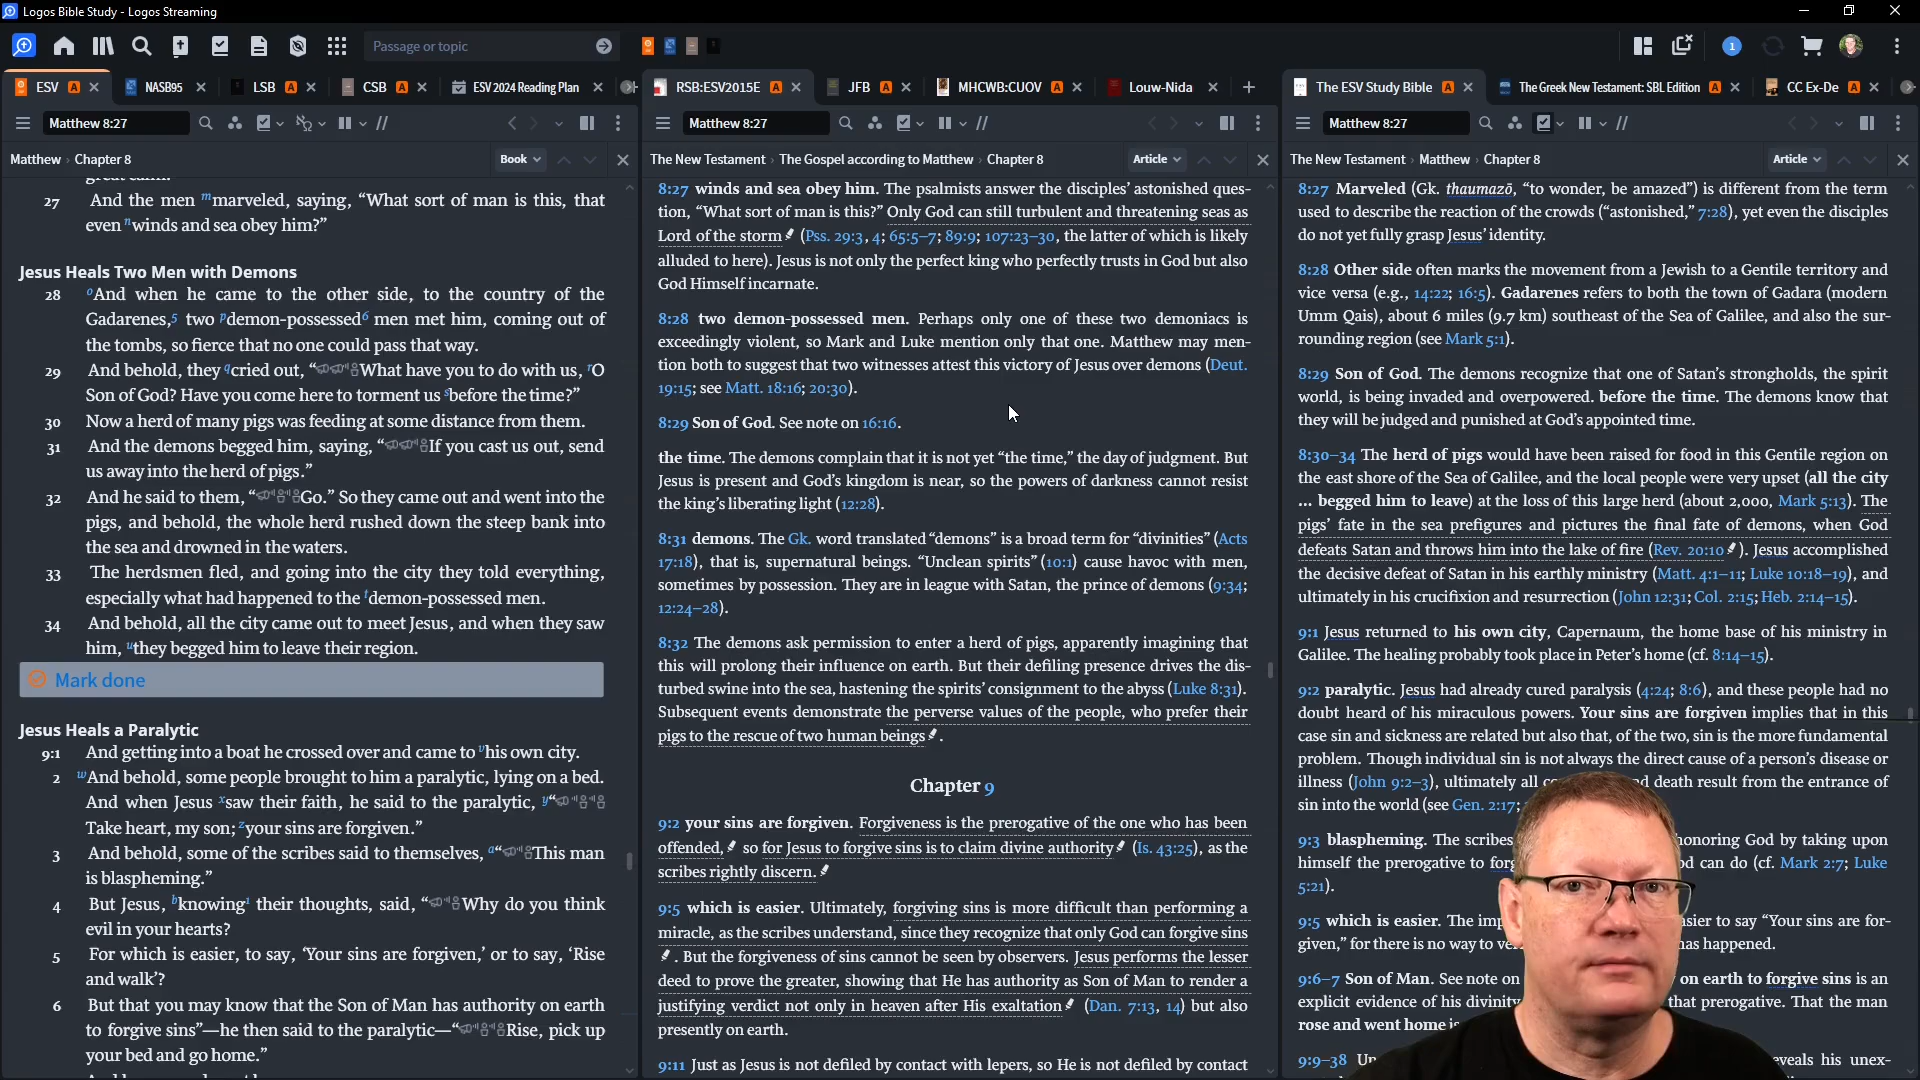 Logos Bible Study - Logos Streaming
Passage or topic
1
ESV A
NASB95
LSB A
CSB A
ESV 2024 Reading Plan
RSB:ESV2015E A
JFB A
MHCWB:CUOV A
Louw-Nida
The ESV Study Bible A
The Greek New Testament: SBL Edition A
CC Ex-De A
Matthew 8:27
Matthew 8:27
Matthew 8:27
Matthew › Chapter 8
Book
The New Testament › The Gospel according to Matthew › Chapter 8
Article
The New Testament › Matthew › Chapter 8
Article
great calm.
27 And the men mmarveled, saying, “What sort of man is this, that
even nwinds and sea obey him?”
Jesus Heals Two Men with Demons
28 oAnd when he came to the other side, to the country of the
Gadarenes,5 two pdemon-possessed6 men met him, coming out of
the tombs, so fierce that no one could pass that way.
29 And behold, they qcried out, “What have you to do with us, rO
Son of God? Have you come here to torment us sbefore the time?”
30 Now a herd of many pigs was feeding at some distance from them.
31 And the demons begged him, saying, “If you cast us out, send
us away into the herd of pigs.”
32 And he said to them, “Go.” So they came out and went into the
pigs, and behold, the whole herd rushed down the steep bank into
the sea and drowned in the waters.
33 The herdsmen fled, and going into the city they told everything,
especially what had happened to the tdemon-possessed men.
34 And behold, all the city came out to meet Jesus, and when they saw
him, uthey begged him to leave their region.
Mark done
Jesus Heals a Paralytic
9:1 And getting into a boat he crossed over and came to vhis own city.
2 wAnd behold, some people brought to him a paralytic, lying on a bed.
And when Jesus xsaw their faith, he said to the paralytic, y“
Take heart, my son; zyour sins are forgiven.”
3 And behold, some of the scribes said to themselves, a“This man
is blaspheming.”
4 But Jesus, bknowing1 their thoughts, said, “Why do you think
evil in your hearts?
5 For which is easier, to say, ‘Your sins are forgiven,’ or to say, ‘Rise
and walk’?
6 But that you may know that the Son of Man has authority on earth
to forgive sins”—he then said to the paralytic—“Rise, pick up
your bed and go home.”
8:27 winds and sea obey him. The psalmists answer the disciples’ astonished ques-
tion, “What sort of man is this?” Only God can still turbulent and threatening seas as
Lord of the storm (Pss. 29:3, 4; 65:5–7; 89:9; 107:23–30, the latter of which is likely
alluded to here). Jesus is not only the perfect king who perfectly trusts in God but also
God Himself incarnate.
8:28 two demon-possessed men. Perhaps only one of these two demoniacs is
exceedingly violent, so Mark and Luke mention only that one. Matthew may men-
tion both to suggest that two witnesses attest this victory of Jesus over demons (Deut.
19:15; see Matt. 18:16; 20:30).
8:29 Son of God. See note on 16:16.
the time. The demons complain that it is not yet “the time,” the day of judgment. But
Jesus is present and God’s kingdom is near, so the powers of darkness cannot resist
the king’s liberating light (12:28).
8:31 demons. The Gk. word translated “demons” is a broad term for “divinities” (Acts
17:18), that is, supernatural beings. “Unclean spirits” (10:1) cause havoc with men,
sometimes by possession. They are in league with Satan, the prince of demons (9:34;
12:24–28).
8:32 The demons ask permission to enter a herd of pigs, apparently imagining that
this will prolong their influence on earth. But their defiling presence drives the dis-
turbed swine into the sea, hastening the spirits’ consignment to the abyss (Luke 8:31).
Subsequent events demonstrate the perverse values of the people, who prefer their
pigs to the rescue of two human beings.
Chapter 9
9:2 your sins are forgiven. Forgiveness is the prerogative of the one who has been
offended, so for Jesus to forgive sins is to claim divine authority (Is. 43:25), as the
scribes rightly discern.
9:5 which is easier. Ultimately, forgiving sins is more difficult than performing a
miracle, as the scribes understand, since they recognize that only God can forgive sins
. But the forgiveness of sins cannot be seen by observers. Jesus performs the lesser
deed to prove the greater, showing that He has authority as Son of Man to render a
justifying verdict not only in heaven after His exaltation (Dan. 7:13, 14) but also
presently on earth.
9:11 Just as Jesus is not defiled by contact with lepers, so He is not defiled by contact
8:27 Marveled (Gk. thaumazō, “to wonder, be amazed”) is different from the term
used to describe the reaction of the crowds (“astonished,” 7:28), yet even the disciples
do not yet fully grasp Jesus’ identity.
8:28 Other side often marks the movement from a Jewish to a Gentile territory and
vice versa (e.g., 14:22; 16:5). Gadarenes refers to both the town of Gadara (modern
Umm Qais), about 6 miles (9.7 km) southeast of the Sea of Galilee, and also the sur-
rounding region (see Mark 5:1).
8:29 Son of God. The demons recognize that one of Satan’s strongholds, the spirit
world, is being invaded and overpowered. before the time. The demons know that
they will be judged and punished at God’s appointed time.
8:30–34 The herd of pigs would have been raised for food in this Gentile region on
the east shore of the Sea of Galilee, and the local people were very upset (all the city
... begged him to leave) at the loss of this large herd (about 2,000, Mark 5:13). The
pigs’ fate in the sea prefigures and pictures the final fate of demons, when God
defeats Satan and throws him into the lake of fire (Rev. 20:10). Jesus accomplished
the decisive defeat of Satan in his earthly ministry (Matt. 4:1–11; Luke 10:18–19), and
ultimately in his crucifixion and resurrection (John 12:31; Col. 2:15; Heb. 2:14–15).
9:1 Jesus returned to his own city, Capernaum, the home base of his ministry in
Galilee. The healing probably took place in Peter’s home (cf. 8:14–15).
9:2 paralytic. Jesus had already cured paralysis (4:24; 8:6), and these people had no
doubt heard of his miraculous powers. Your sins are forgiven implies that in this
case sin and sickness are related but also that, of the two, sin is the more fundamental
problem. Though individual sin is not always the direct cause of a person’s disease or
illness (John 9:2–3), ultimately all d death result from the entrance of
sin into the world (see Gen. 2:17;
9:3 blaspheming. The scribes honoring God by taking upon
himself the prerogative to can do (cf. Mark 2:7; Luke
5:21).
9:5 which is easier. The easier to say “Your sins are for-
given,” for there is no way to has happened.
9:6–7 Son of Man. See note on on earth to forgive sins is an
explicit evidence of his divinity that prerogative. That the man
rose and went home
9:9–38 his unex-